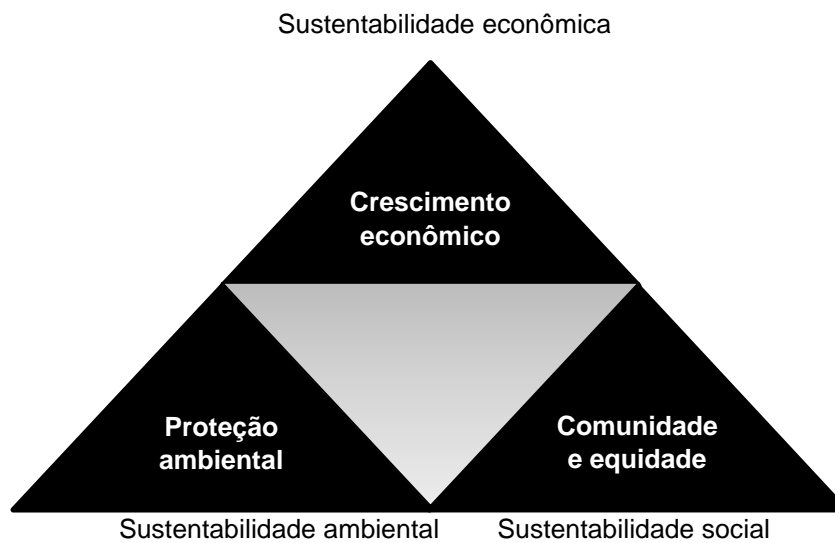 Sustentabilidade econômica
Crescimento
econômico
Proteção
ambiental
Comunidade
e equidade
Sustentabilidade ambiental
Sustentabilidade social